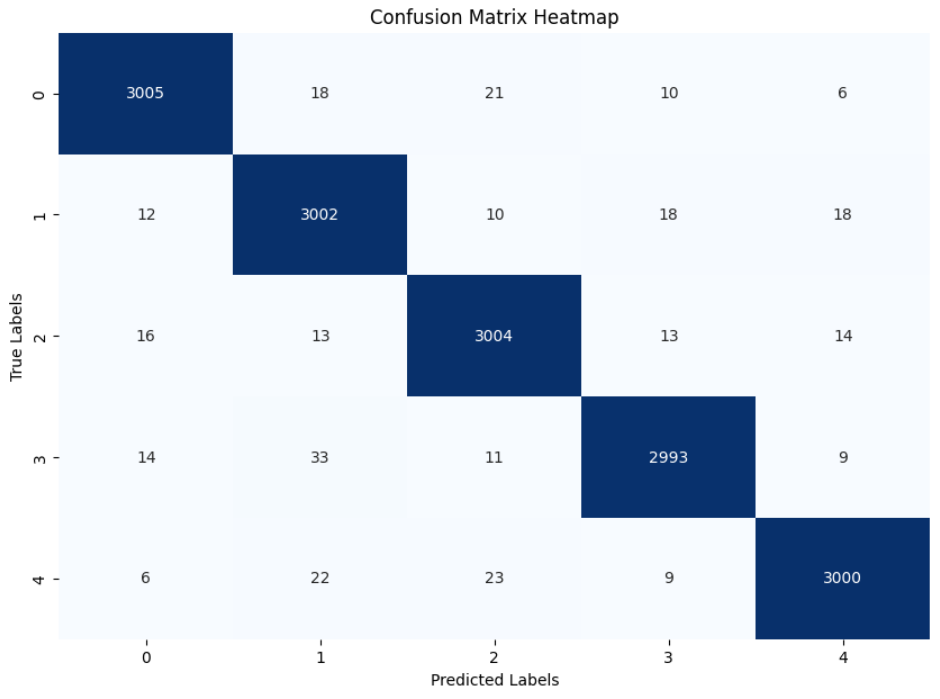 Confusion Matrix Heatmap
True Labels
0 3005 18 21 10 6
1 12 3002 10 18 18
2 16 13 3004 13 14
3 14 33 11 2993 9
4 6 22 23 9 3000
0 1 2 3 4
Predicted Labels